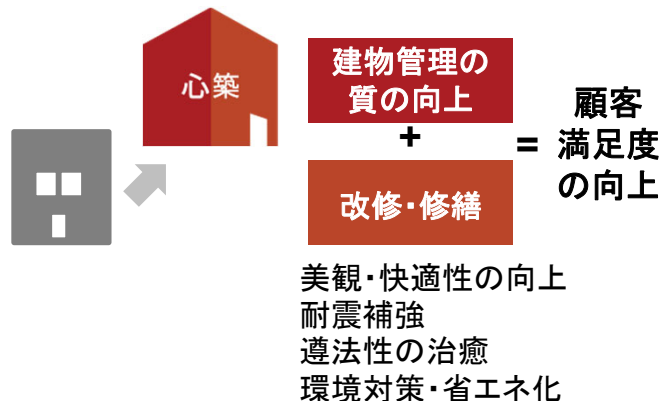 心築
建物管理の
質の向上
+
改修・修繕
=
顧客
満足度
の向上
美観・快適性の向上
耐震補強
遵法性の治癒
環境対策・省エネ化